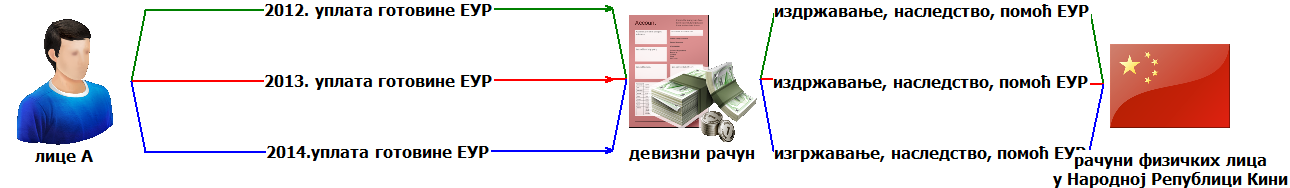 2012. уплата готовине ЕУР
издржавање, наследство, помоћ ЕУР
Account
2013. уплата готовине ЕУР
издржавање, наследство, помоћ ЕУР
2014.уплата готовине ЕУР
изгржавање, наследство, помоћ ЕУР
лице А
девизни рачун
рачуни физичких лица
у Народној Републици Кини